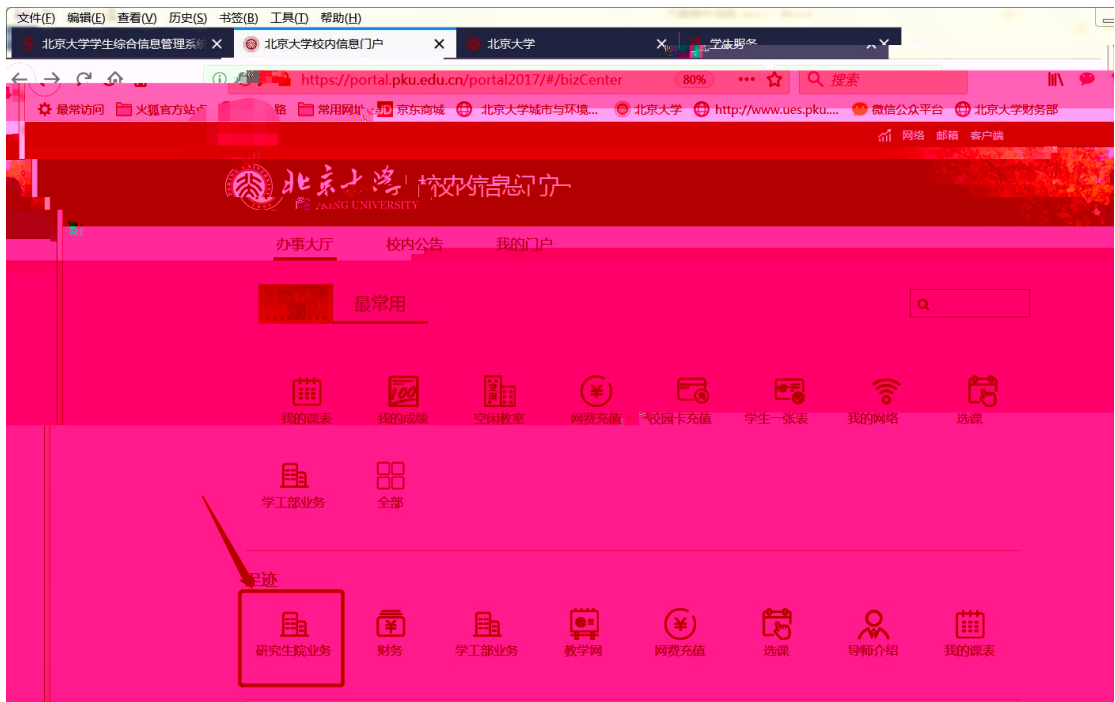 文件(F) 编辑(E) 查看(V) 历史(S) 书签(B) 工具(T) 帮助(H)
北京大学学生综合信息管理系统 × 北京大学校内信息门户 × 北京大学 ×
https://portal.pku.edu.cn/portal2017/#/bizCenter 80% ••• 搜索
最常访问 火狐官方站点 常用网址 京东商城 北京大学城市与环境... 北京大学 http://www.ues.pku.... 微信公众平台 北京大学财务部
网络 邮箱 客户端
北京大学 校内信息门户
PEKING UNIVERSITY
办事大厅 校内公告 我的门户
最常用
我的课表 我的成绩 空闲教室 网费充值 校园卡充值 学生一张表 我的网络 选课
学工部业务 全部
足迹
研究生院业务 财务 学工部业务 教学网 网费充值 选课 导师介绍 我的课表